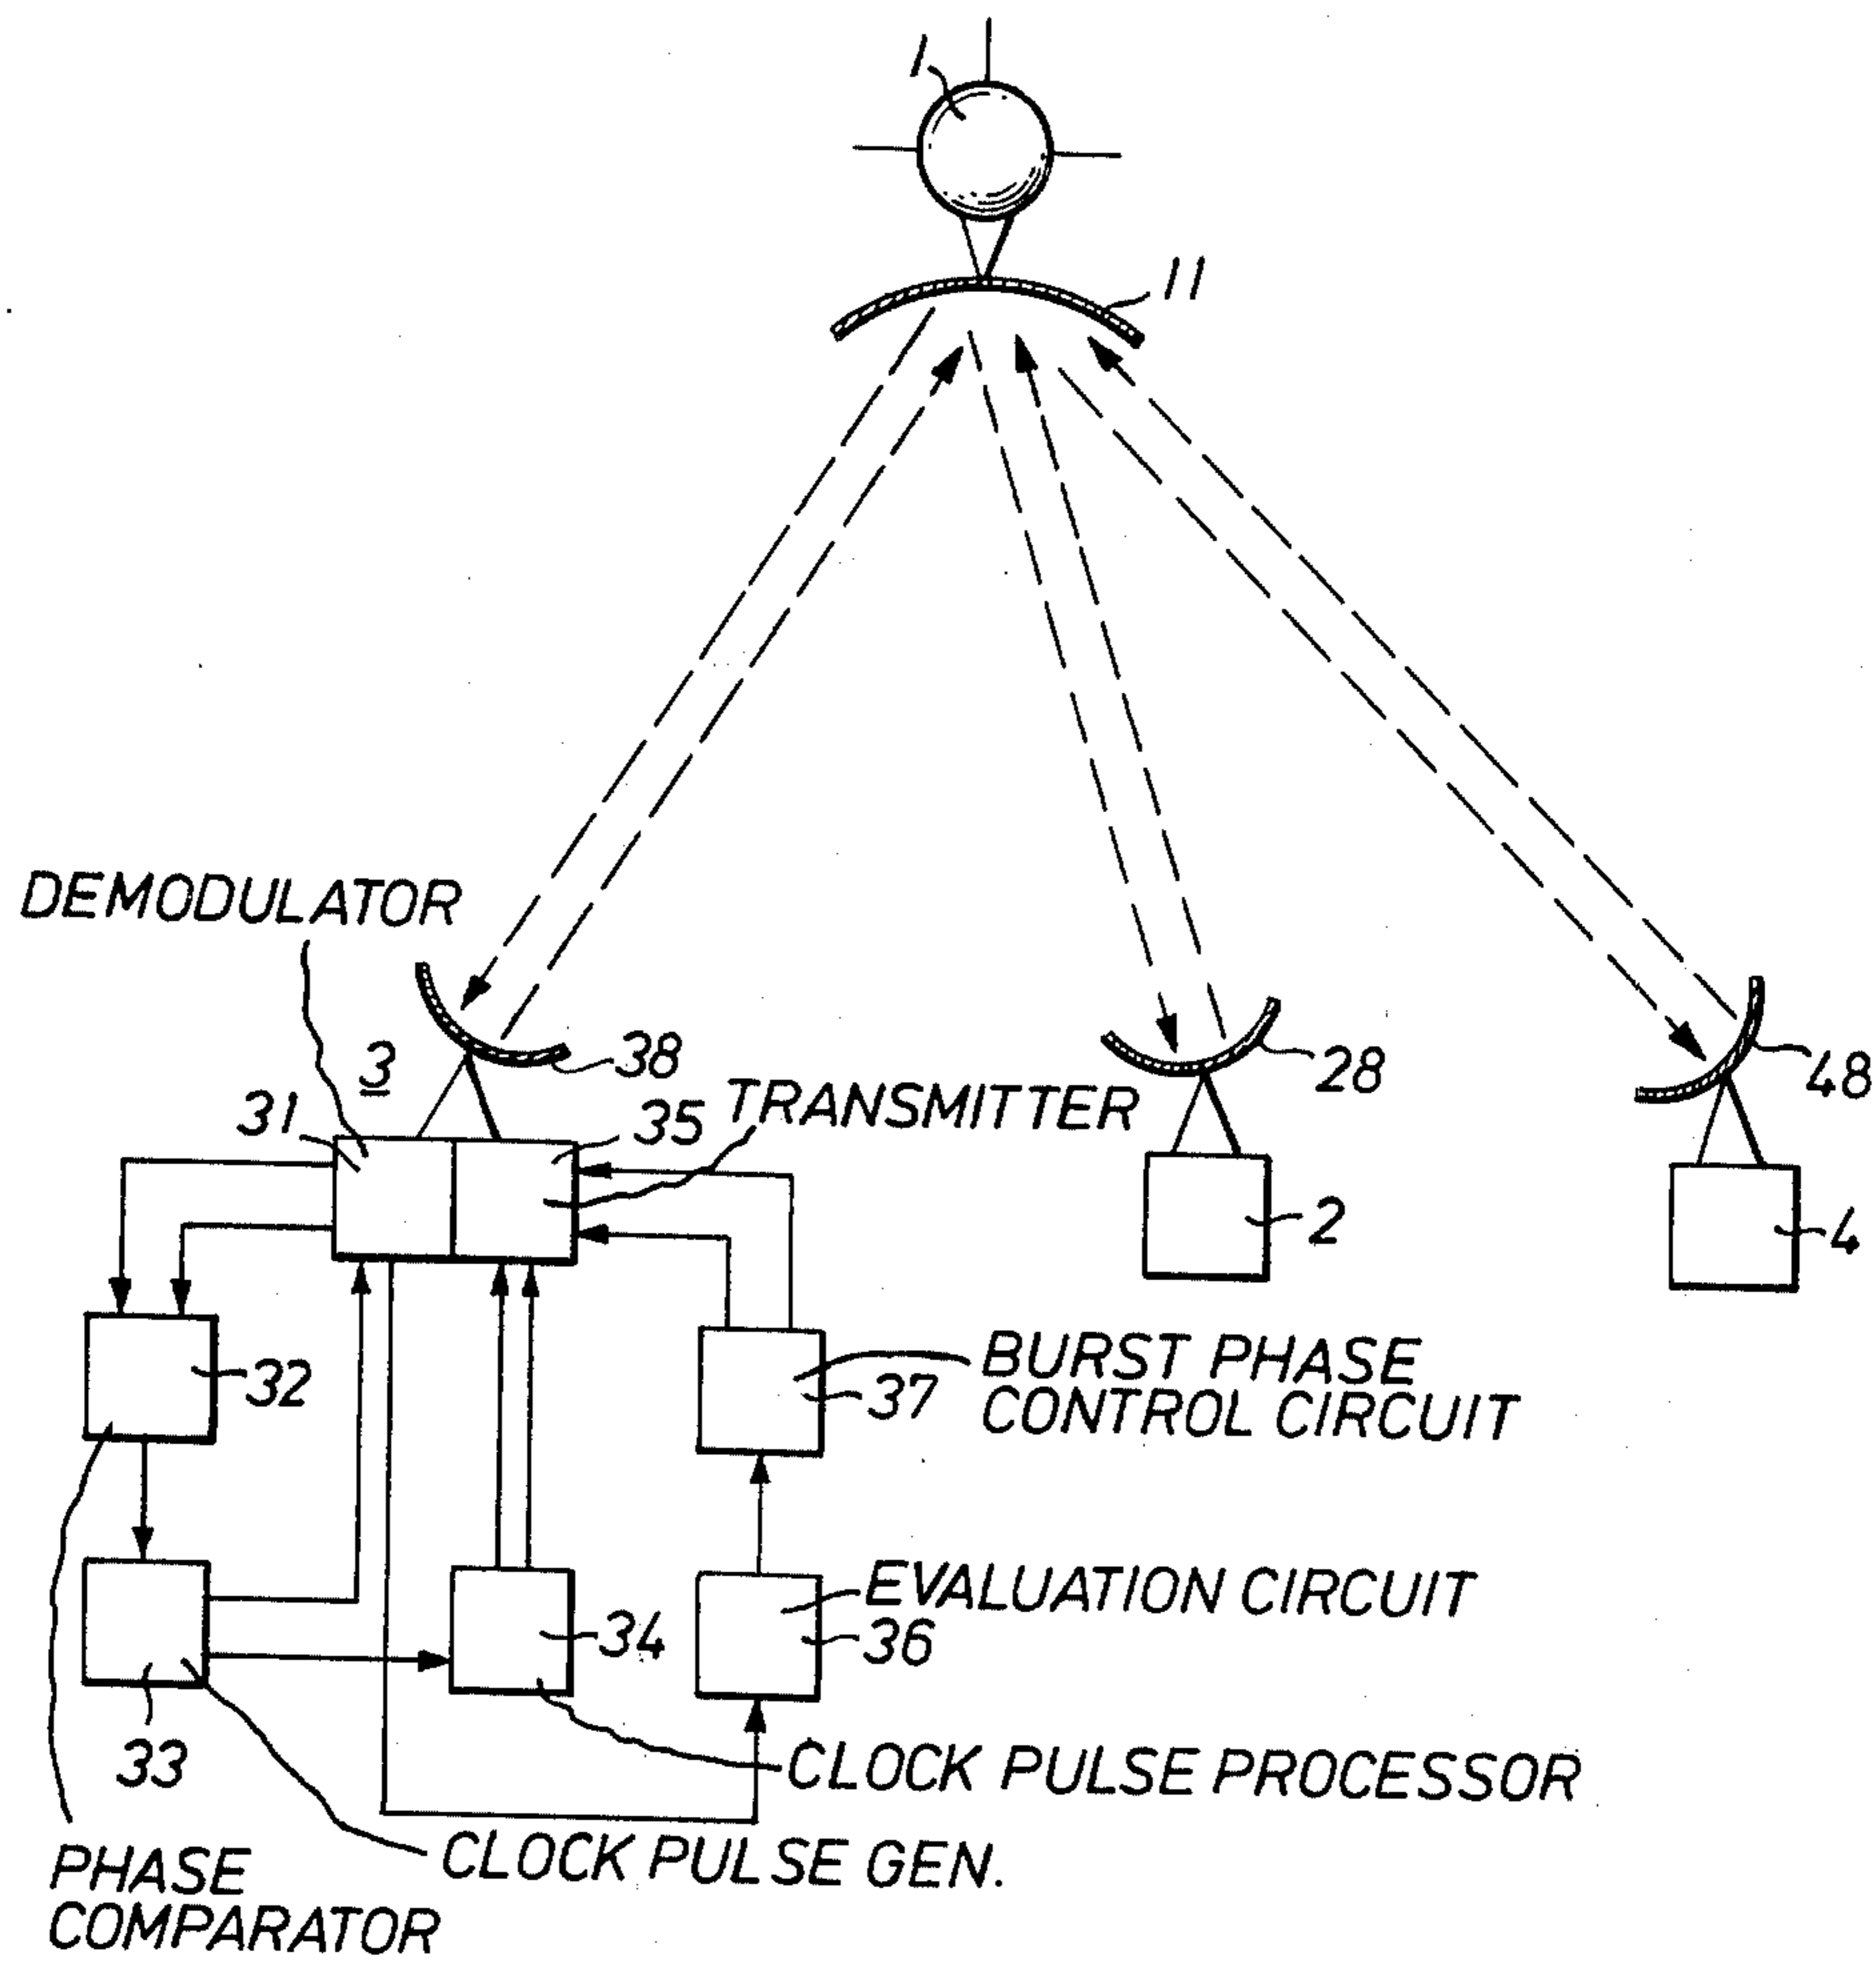 1
11
DEMODULATOR
3
38
28
48
31
35
TRANSMITTER
2
4
32
37
BURST PHASE
CONTROL CIRCUIT
34
EVALUATION CIRCUIT
36
33
CLOCK PULSE PROCESSOR
CLOCK PULSE GEN.
PHASE
COMPARATOR